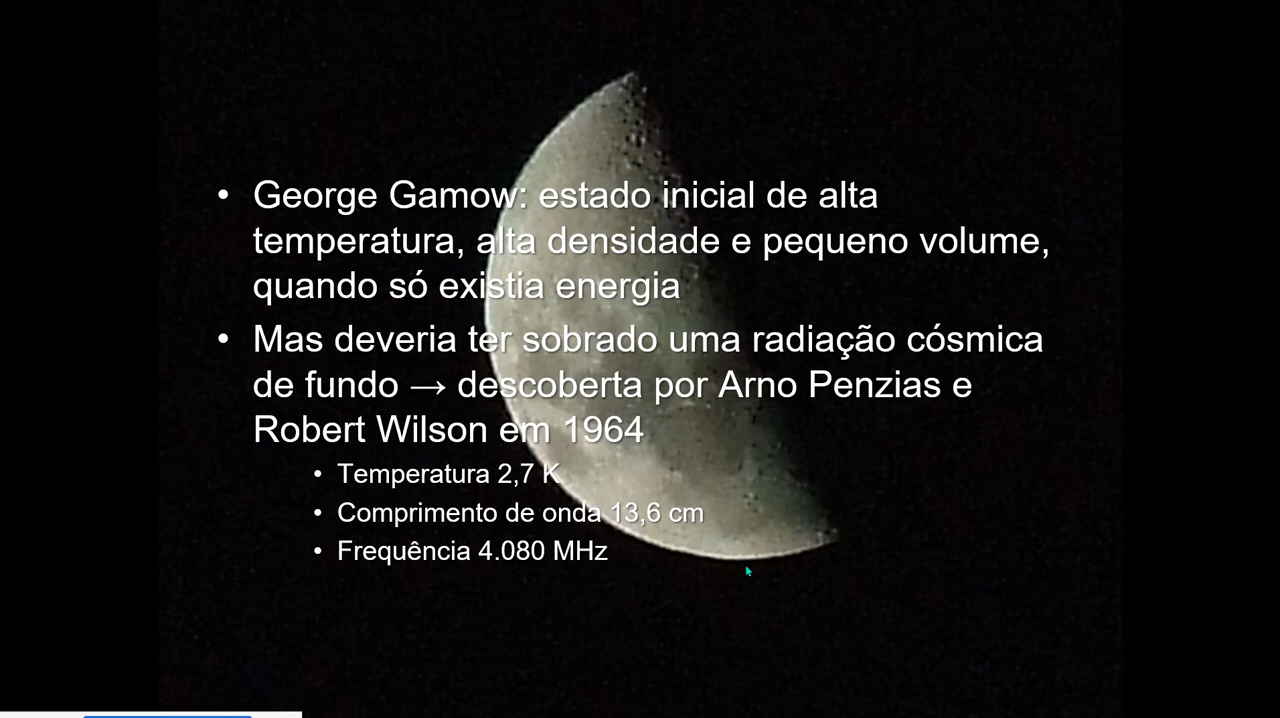 • George Gamow: estado inicial de alta
temperatura, alta densidade e pequeno volume,
quando só existia energia
• Mas deveria ter sobrado uma radiação cósmica
de fundo → descoberta por Arno Penzias e
Robert Wilson em 1964
• Temperatura 2,7 K
• Comprimento de onda 13,6 cm
• Frequência 4.080 MHz